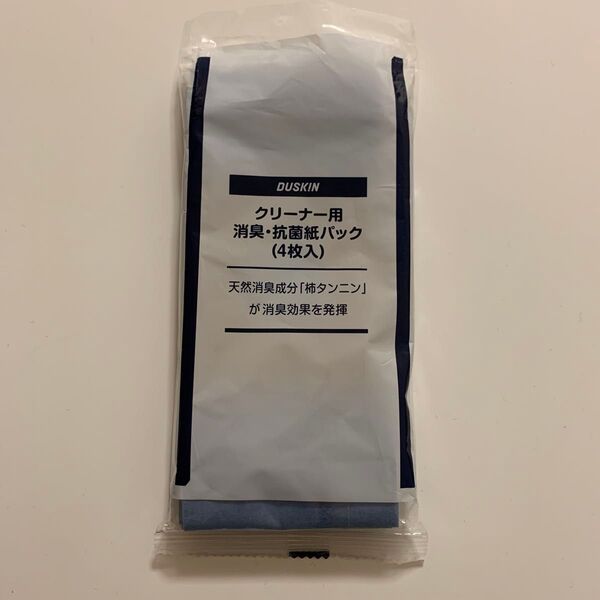 DUSKIN
クリーナー用
消臭・抗菌紙パック
(4枚入)
天然消臭成分「柿タンニン」
が消臭効果を発揮